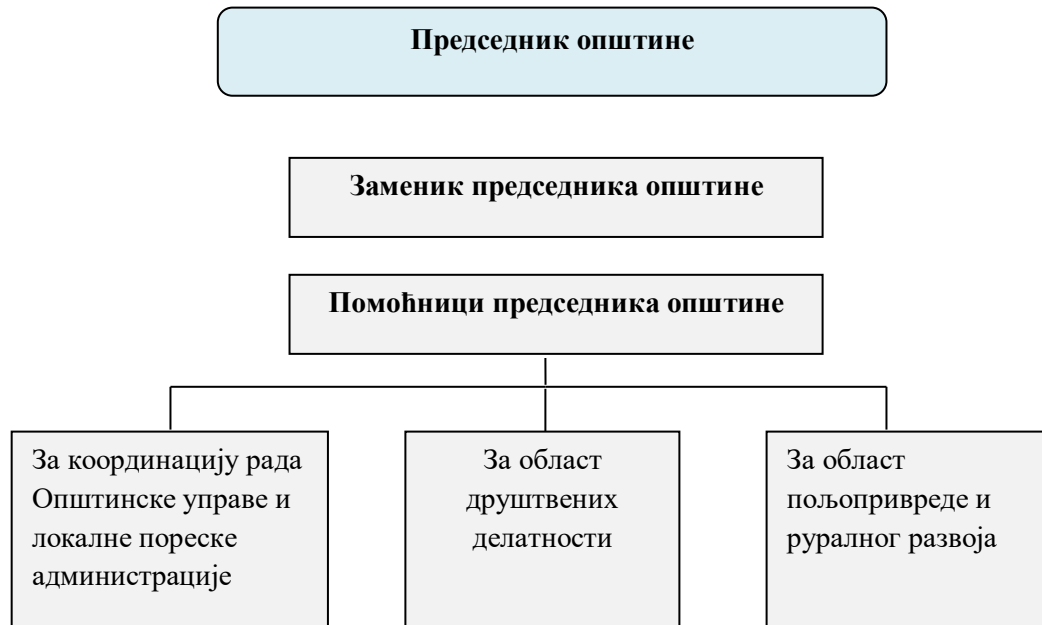 Председник општине
Заменик председника општине
Помоћници председника општине
За координацију рада
Општинске управе и
локалне пореске
администрације
За област
друштвених
делатности
За област
пољопривреде и
руралног развоја